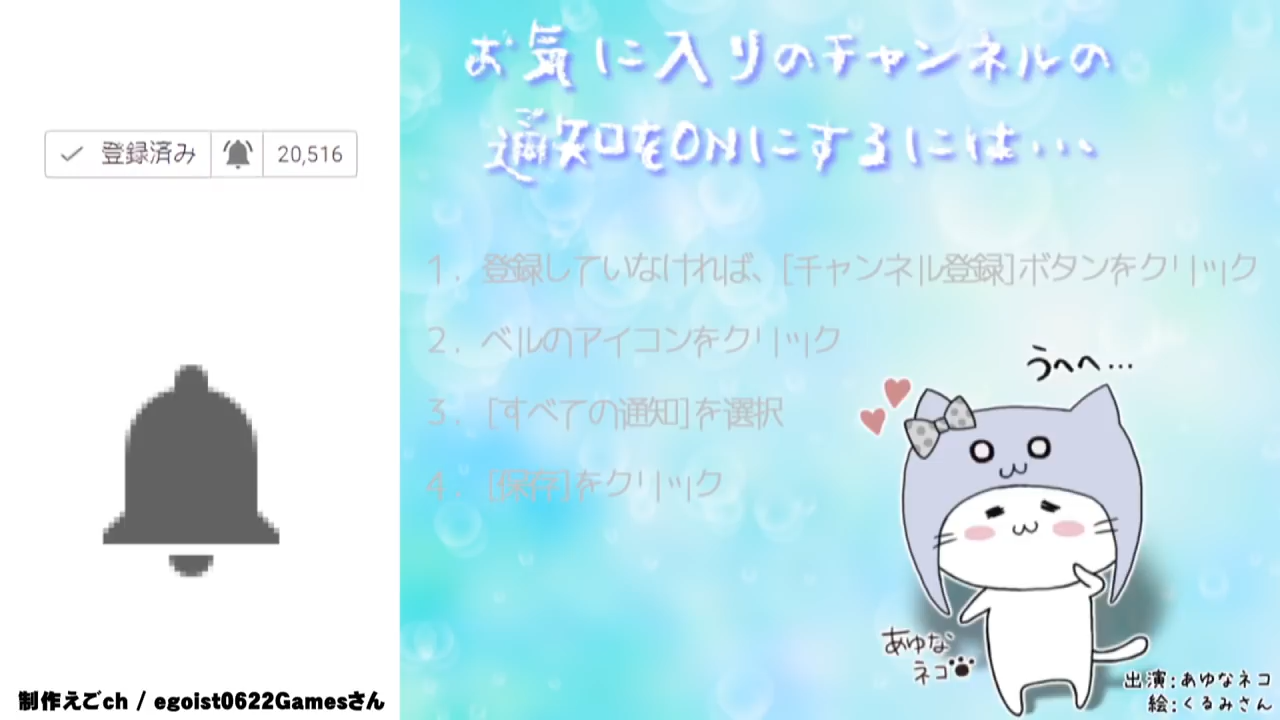 お気に入りのチャンネルの
通知をONにするには・・・
登録済み 20,516
1. 登録していなければ、[チャンネル登録]ボタンをクリック
2. ベルのアイコンをクリック
3. [すべての通知]を選択
4. [保存]をクリック
うへへ…
あゆな
ネコ
出演:あゆなネコ
絵:くるみさん
制作えごch / egoist0622Gamesさん